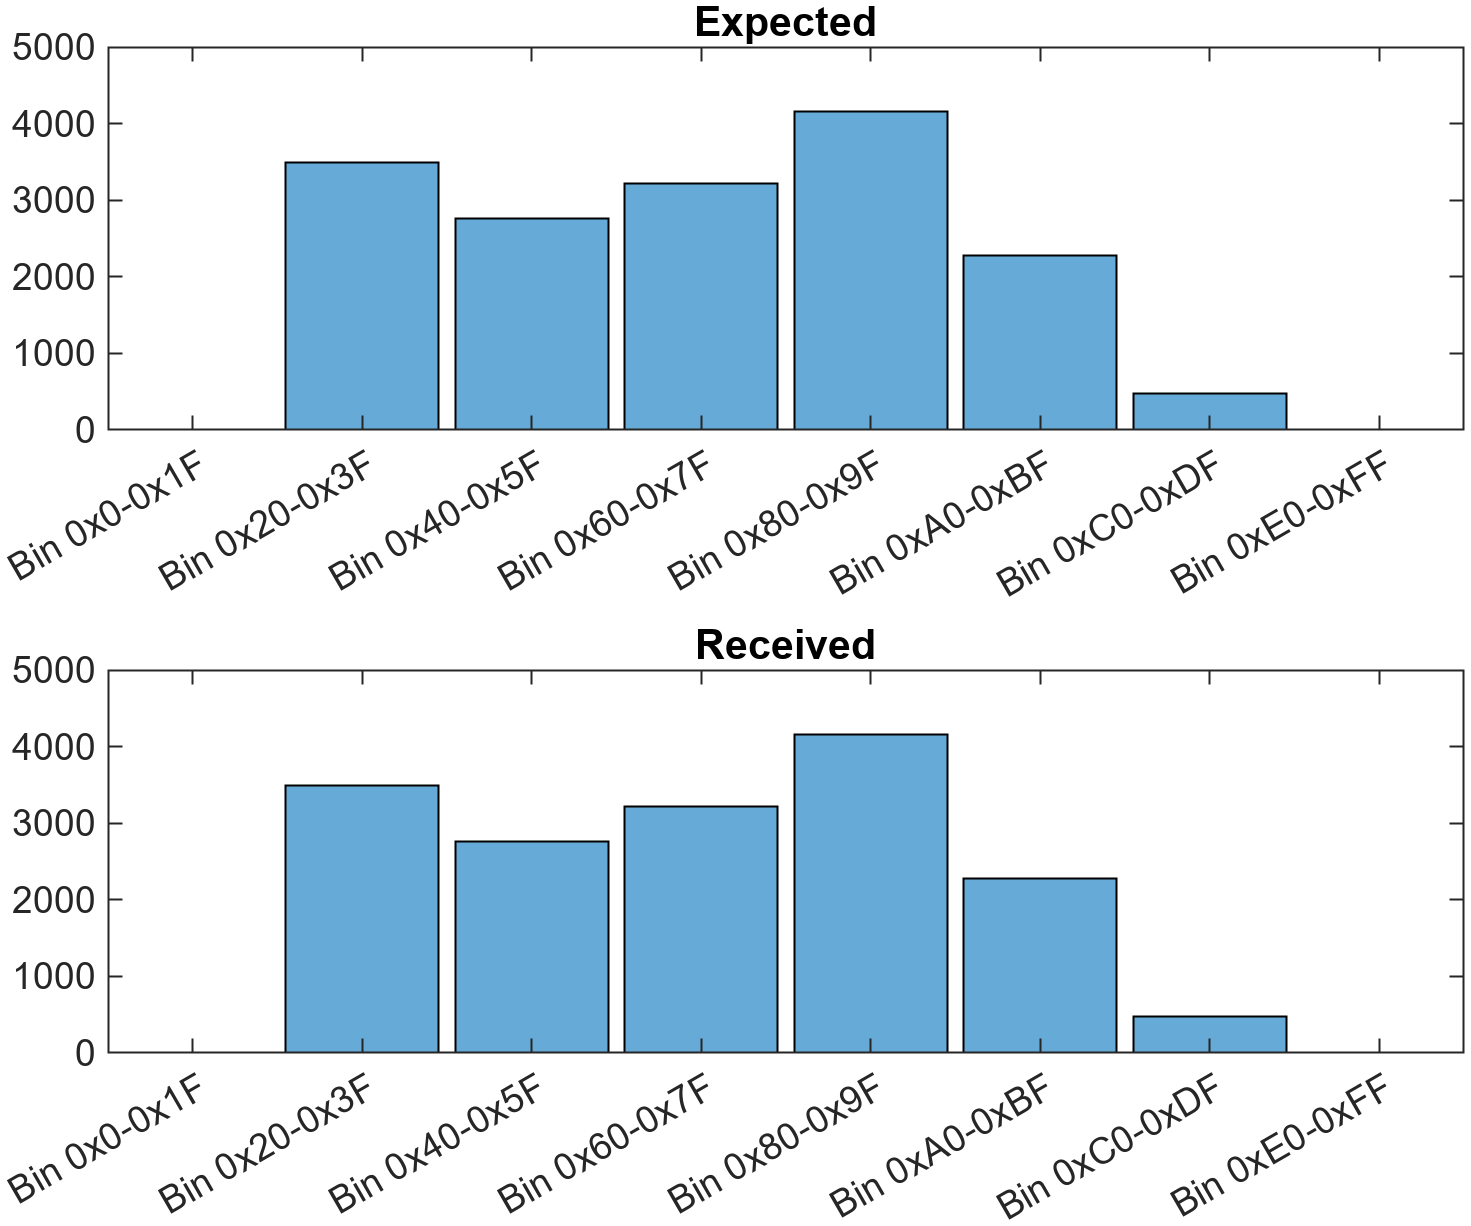 Expected
5000
4000
3000
2000
1000
0
Bin 0x0-0x1F
Bin 0x20-0x3F
Bin 0x40-0x5F
Bin 0x60-0x7F
Bin 0x80-0x9F
Bin 0xA0-0xBF
Bin 0xC0-0xDF
Bin 0xE0-0xFF
Received
5000
4000
3000
2000
1000
0
Bin 0x0-0x1F
Bin 0x20-0x3F
Bin 0x40-0x5F
Bin 0x60-0x7F
Bin 0x80-0x9F
Bin 0xA0-0xBF
Bin 0xC0-0xDF
Bin 0xE0-0xFF